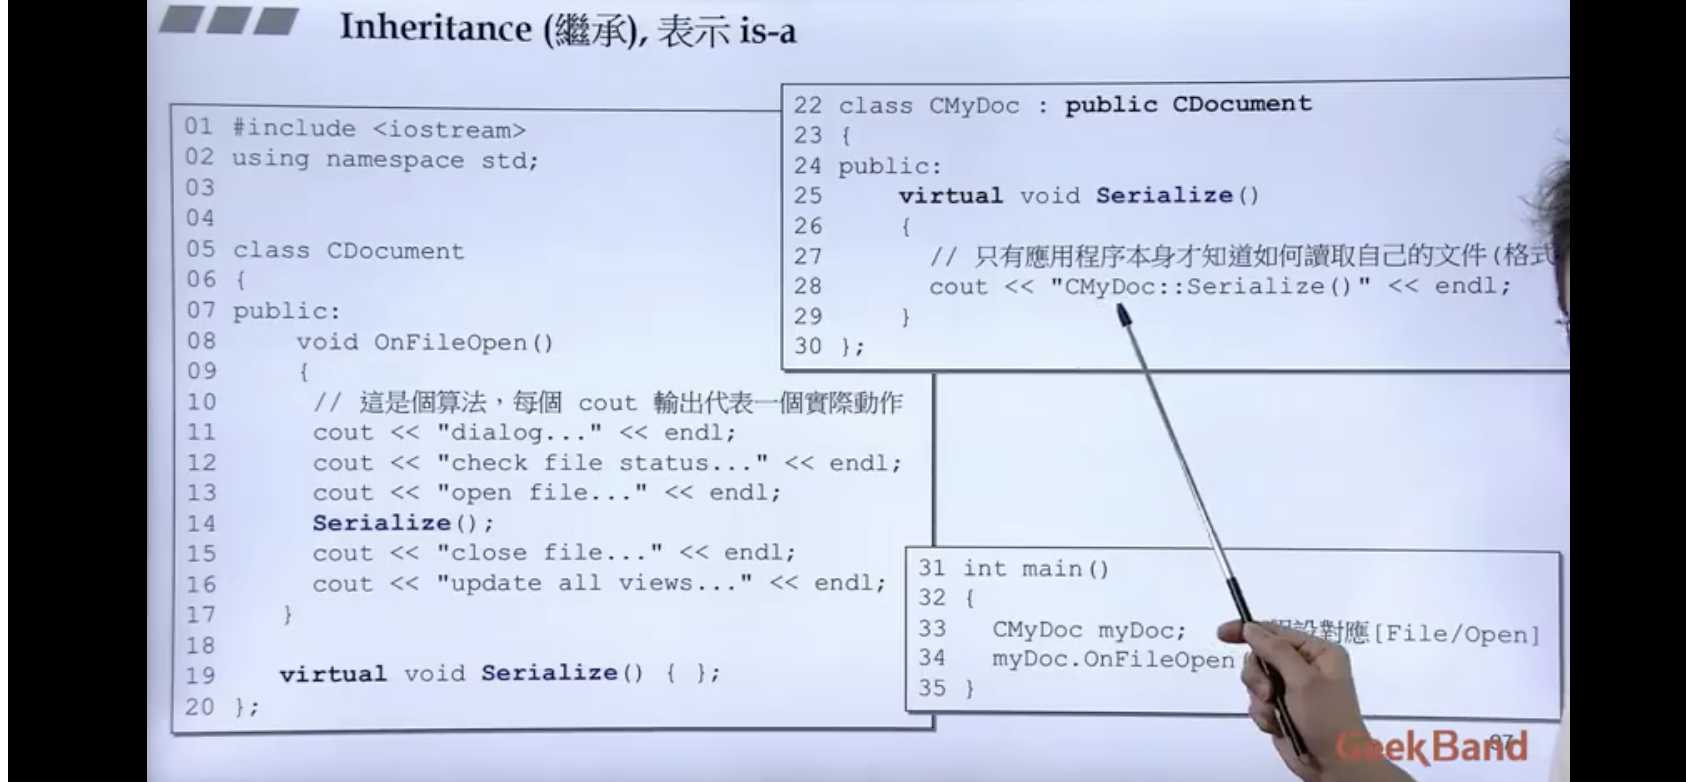 Inheritance (繼承), 表示 is-a
01 #include <iostream>
02 using namespace std;
03
04
05 class CDocument
06 {
07 public:
08 void OnFileOpen()
09 {
10 // 這是個算法，每個 cout 輸出代表一個實際動作
11 cout << "dialog..." << endl;
12 cout << "check file status..." << endl;
13 cout << "open file..." << endl;
14 Serialize();
15 cout << "close file..." << endl;
16 cout << "update all views..." << endl;
17 }
18
19 virtual void Serialize() { };
20 };
22 class CMyDoc : public CDocument
23 {
24 public:
25 virtual void Serialize()
26 {
27 // 只有應用程序本身才知道如何讀取自己的文件(格式
28 cout << "CMyDoc::Serialize()" << endl;
29 }
30 };
31 int main()
32 {
33 CMyDoc myDoc; 對應[File/Open]
34 myDoc.OnFileOpen
35 }
GeekBand